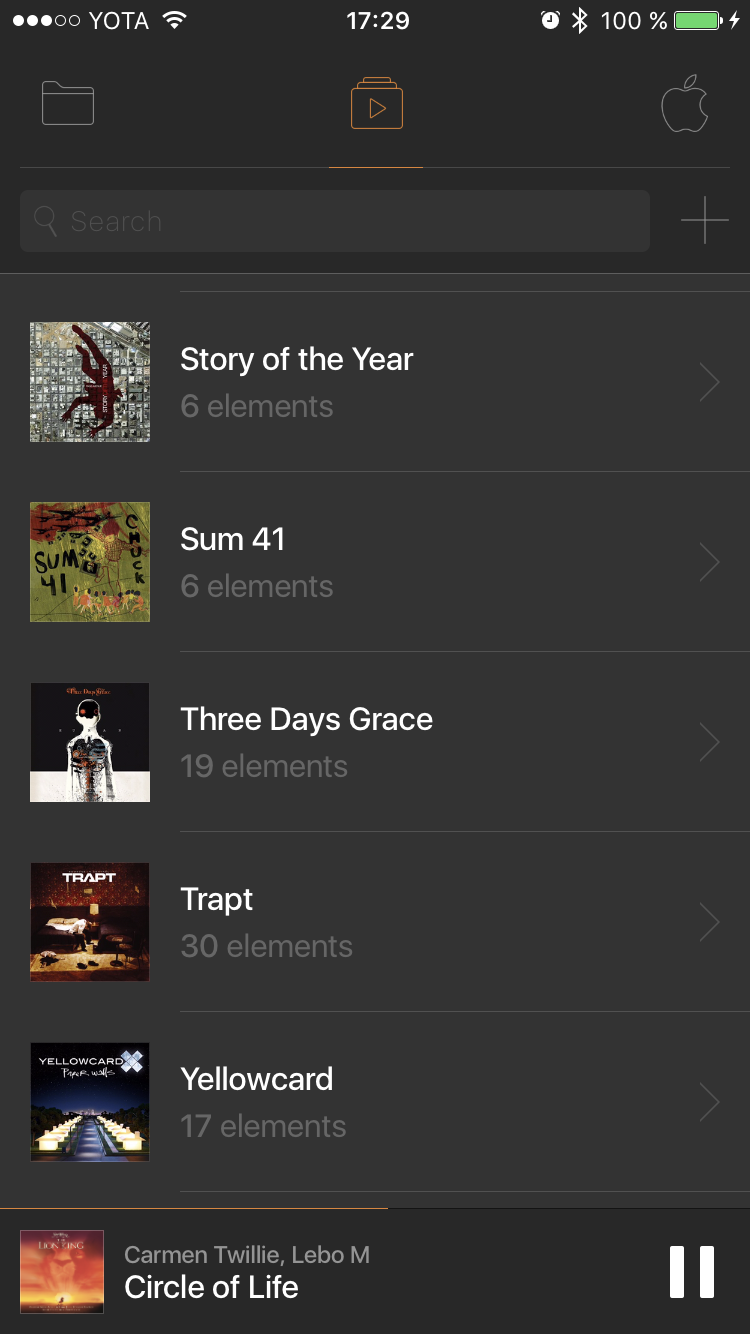 YOTA 17:29 100 %
Search
STORY OF THE YEAR
Story of the Year
6 elements
SUM 41
CHUCK
Sum 41
6 elements
Three Days Grace
Three Days Grace
19 elements
TRAPT
Trapt
30 elements
YELLOWCARD
Paper walls
Yellowcard
17 elements
THE LION KING
Carmen Twillie, Lebo M
Circle of Life